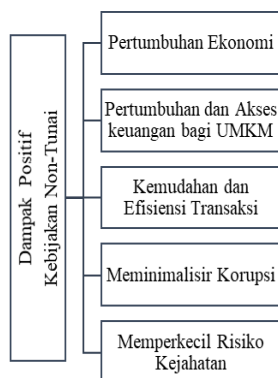 Dampak Positif
Kebijakan Non-Tunai
Pertumbuhan Ekonomi
Pertumbuhan dan Akses
keuangan bagi UMKM
Kemudahan dan
Efisiensi Transaksi
Meminimalisir Korupsi
Memperkecil Risiko
Kejahatan